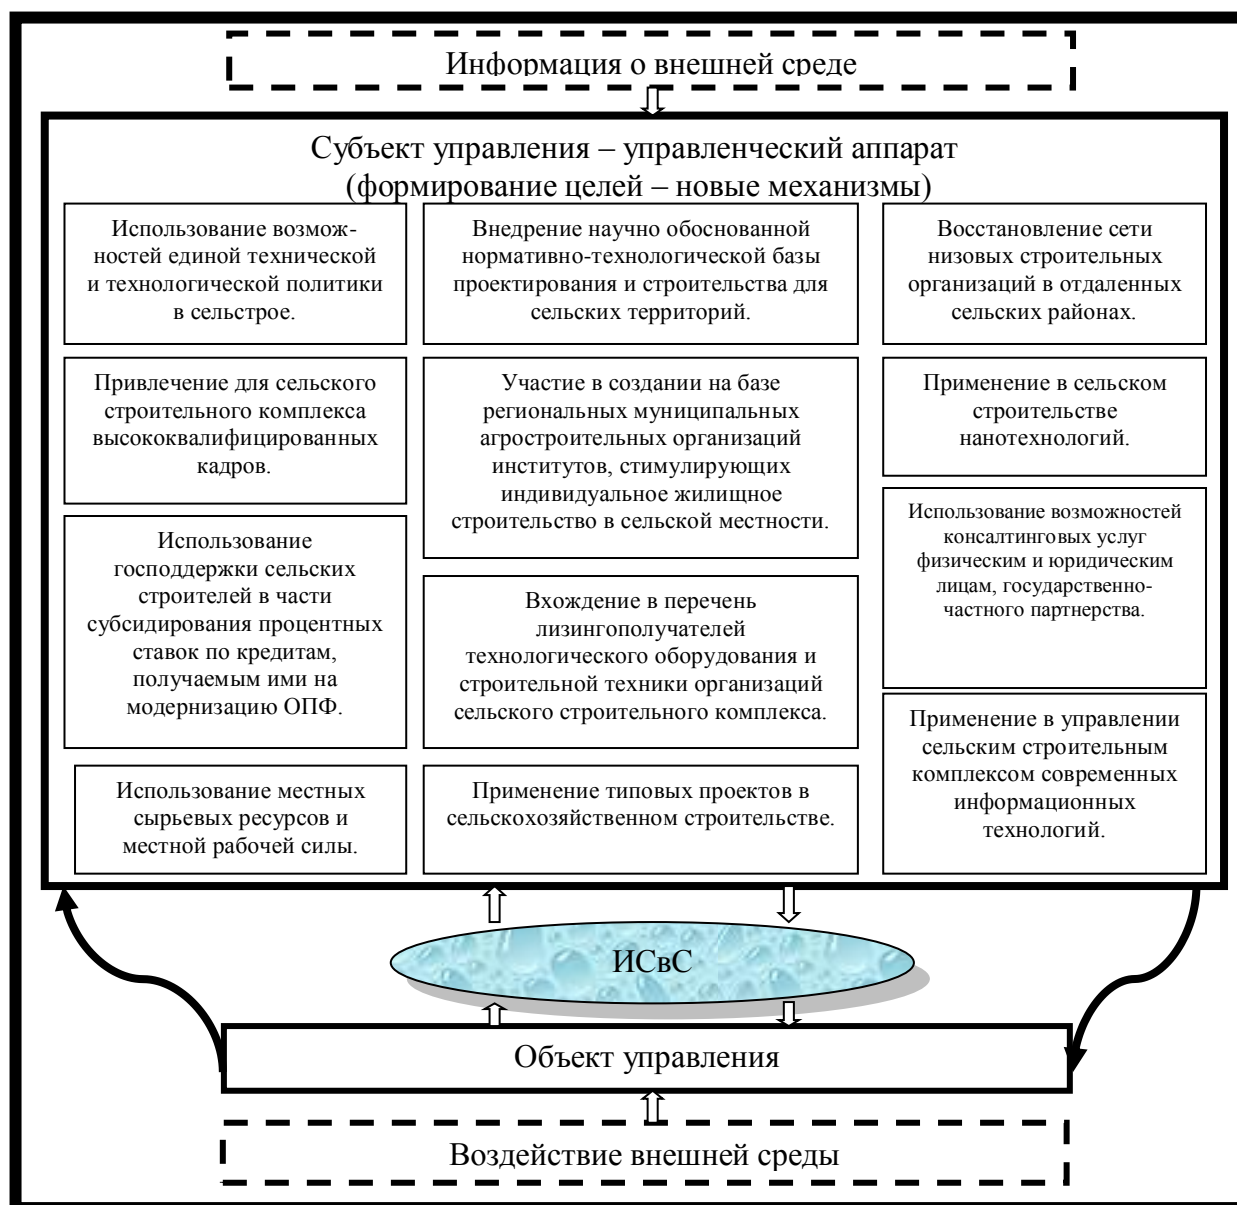 Информация о внешней среде
Субъект управления – управленческий аппарат
(формирование целей – новые механизмы)
Использование возмож-
ностей единой технической
и технологической политики
в сельстрое.
Привлечение для сельского
строительного комплекса
высококвалифицированных
кадров.
Использование
господдержки сельских
строителей в части
субсидирования процентных
ставок по кредитам,
получаемым ими на
модернизацию ОПФ.
Использование местных
сырьевых ресурсов и
местной рабочей силы.
Внедрение научно обоснованной
нормативно-технологической базы
проектирования и строительства для
сельских территорий.
Участие в создании на базе
региональных муниципальных
агростроительных организаций
институтов, стимулирующих
индивидуальное жилищное
строительство в сельской местности.
Вхождение в перечень
лизингополучателей
технологического оборудования и
строительной техники организаций
сельского строительного комплекса.
Применение типовых проектов в
сельскохозяйственном строительстве.
Восстановление сети
низовых строительных
организаций в отдаленных
сельских районах.
Применение в сельском
строительстве
нанотехнологий.
Использование возможностей
консалтинговых услуг
физическим и юридическим
лицам, государственно-
частного партнерства.
Применение в управлении
сельским строительным
комплексом современных
информационных
технологий.
ИСвС
Объект управления
Воздействие внешней среды